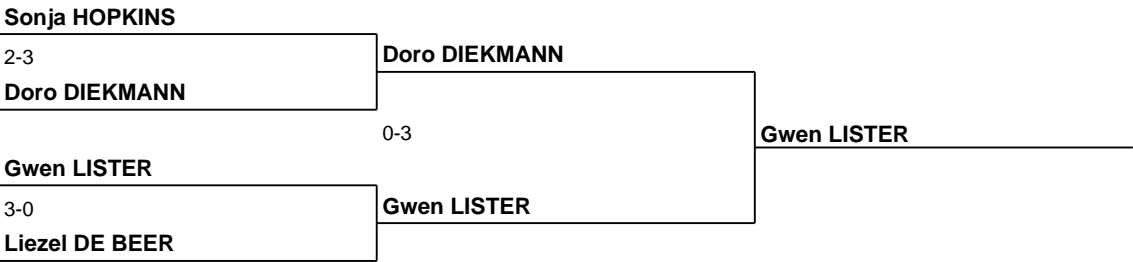 Sonja HOPKINS
2-3
Doro DIEKMANN
Doro DIEKMANN
0-3
Gwen LISTER
Gwen LISTER
3-0
Gwen LISTER
Liezel DE BEER